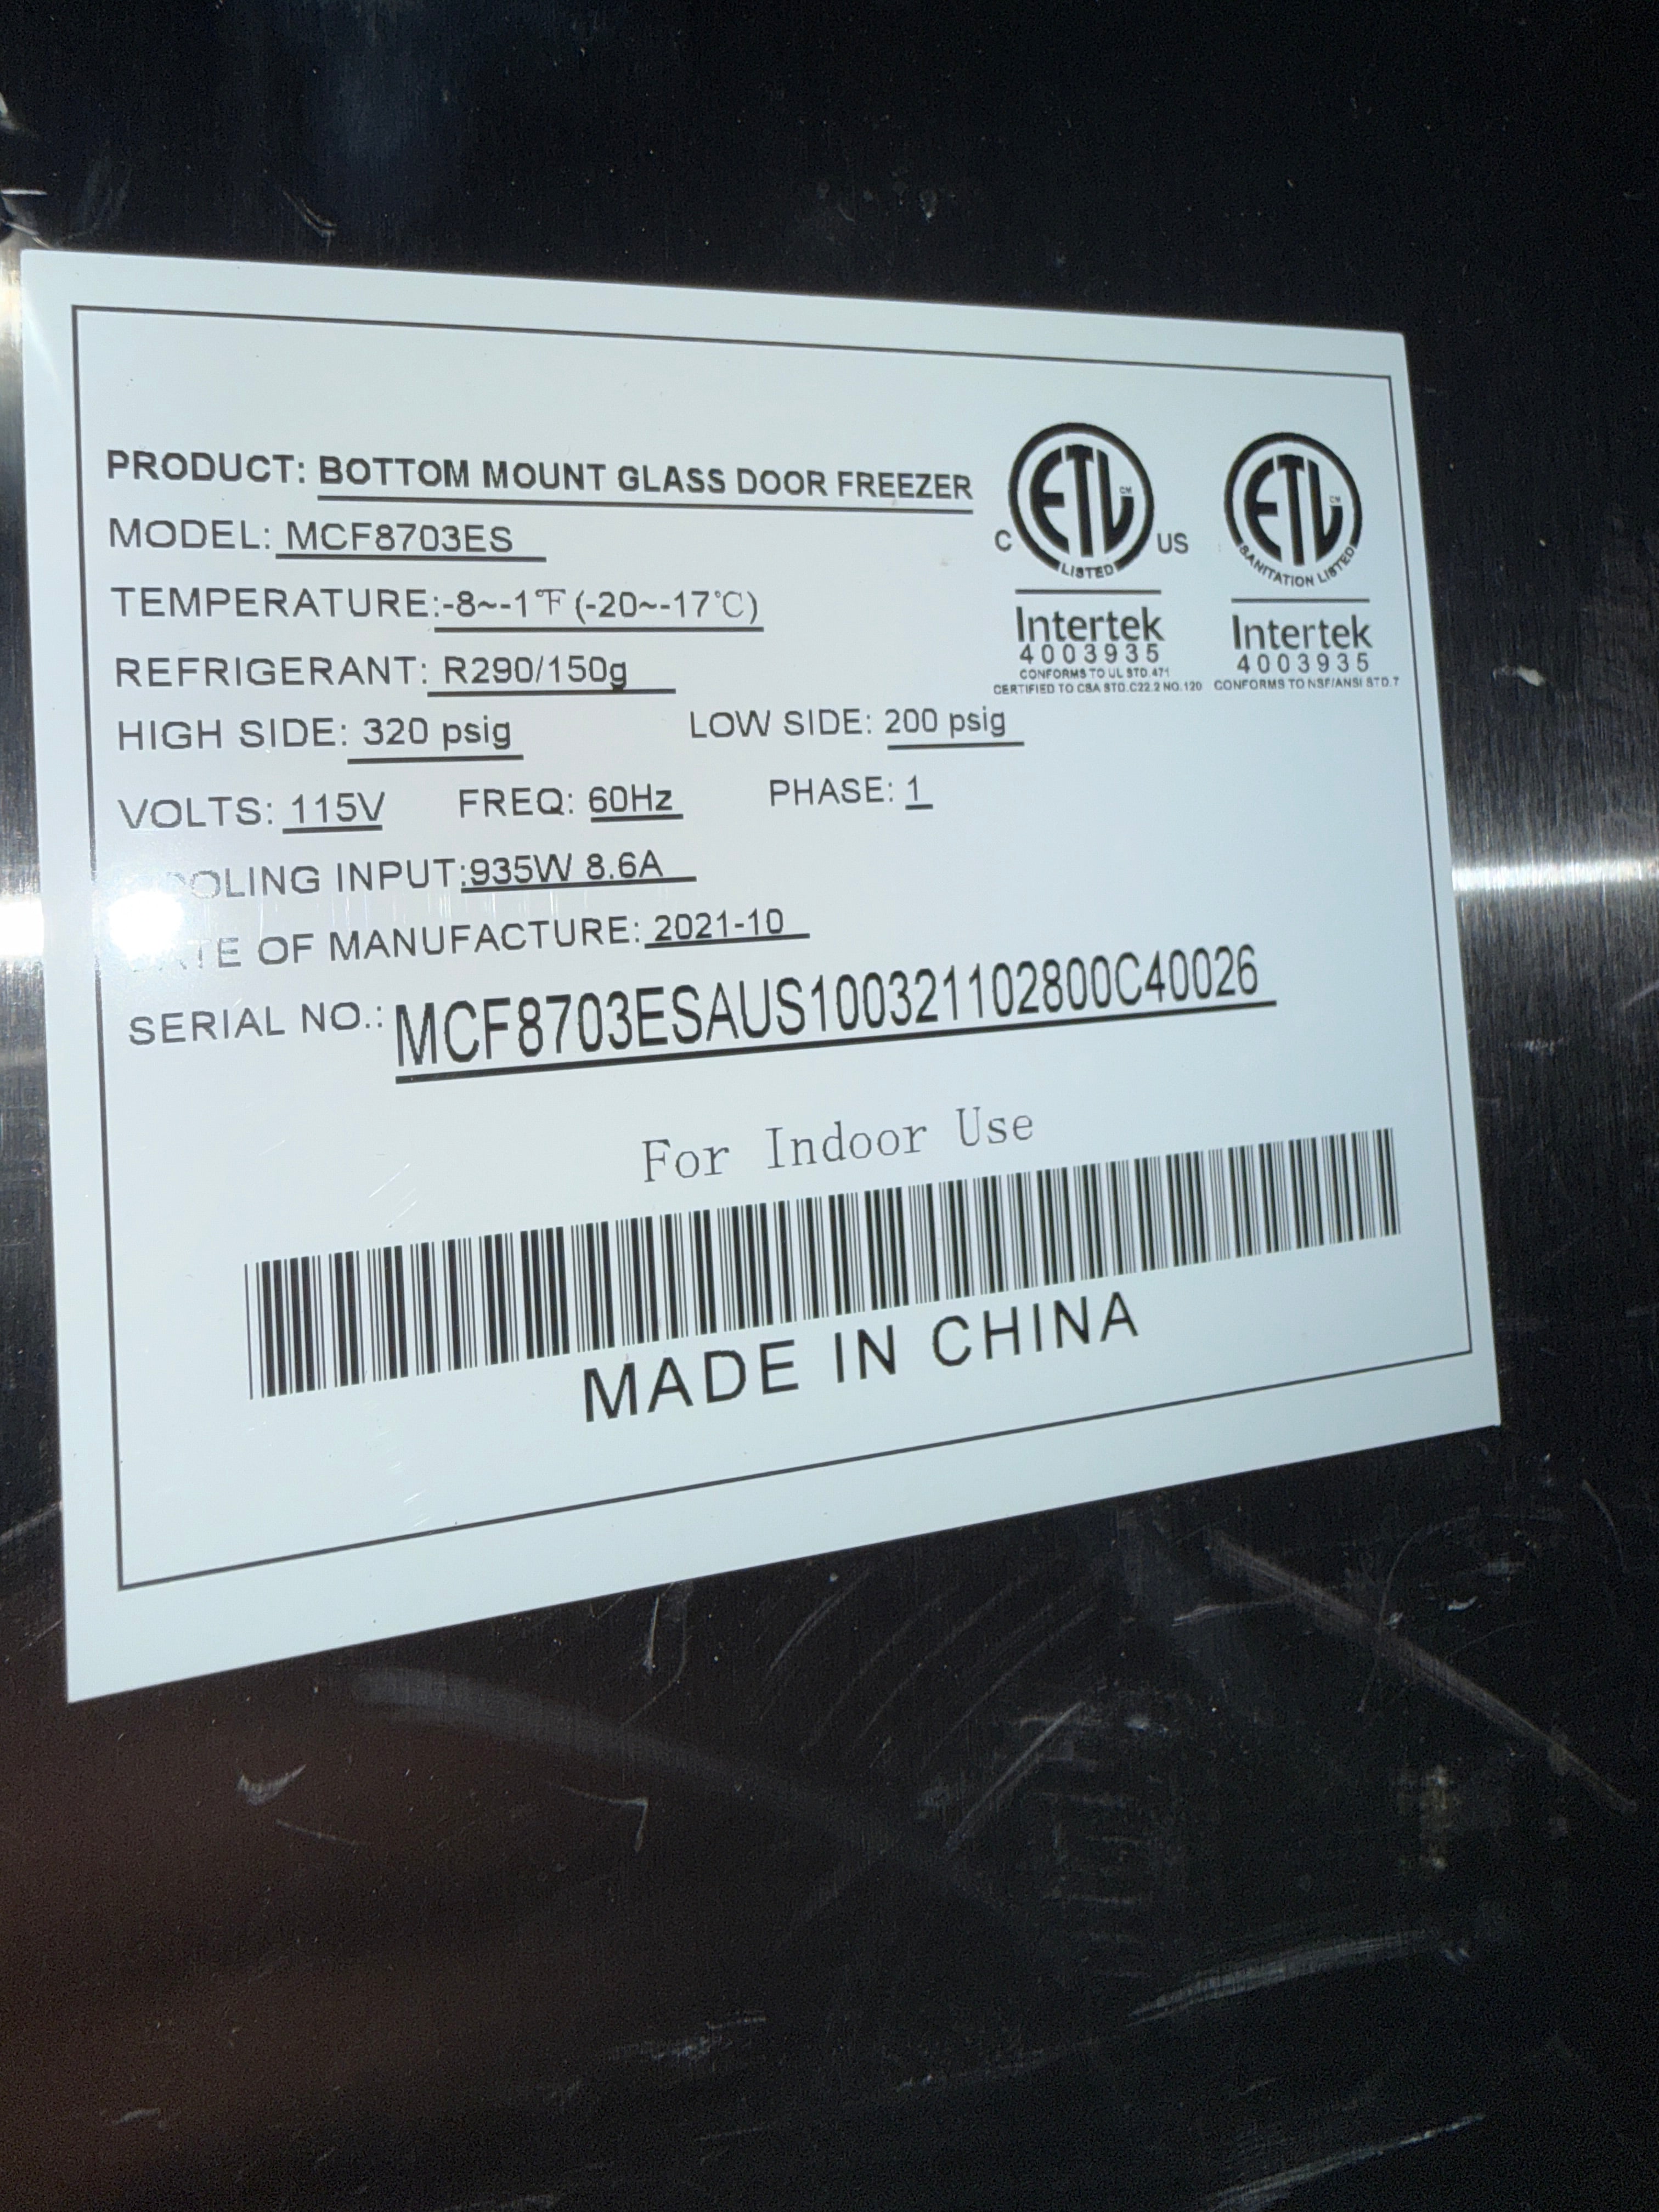 PRODUCT: BOTTOM MOUNT GLASS DOOR FREEZER
MODEL: MCF8703ES
TEMPERATURE:-8~-1℉(-20~-17℃)
REFRIGERANT: R290/150g
HIGH SIDE: 320 psig LOW SIDE: 200 psig
VOLTS: 115V FREQ: 60Hz PHASE: 1
INPUT:935W 8.6A
OF MANUFACTURE: 2021-10
SERIAL NO.: MCF8703ESAUS100321102800C40026
For Indoor Use
MADE IN CHINA
C ETL CM US
LISTED
Intertek
4003935
CONFORMS TO UL STD.471
CERTIFIED TO CSA STD.C22.2 NO.120
ETL CM
SANITATION LISTED
Intertek
4003935
CONFORMS TO NSF/ANSI STD.7